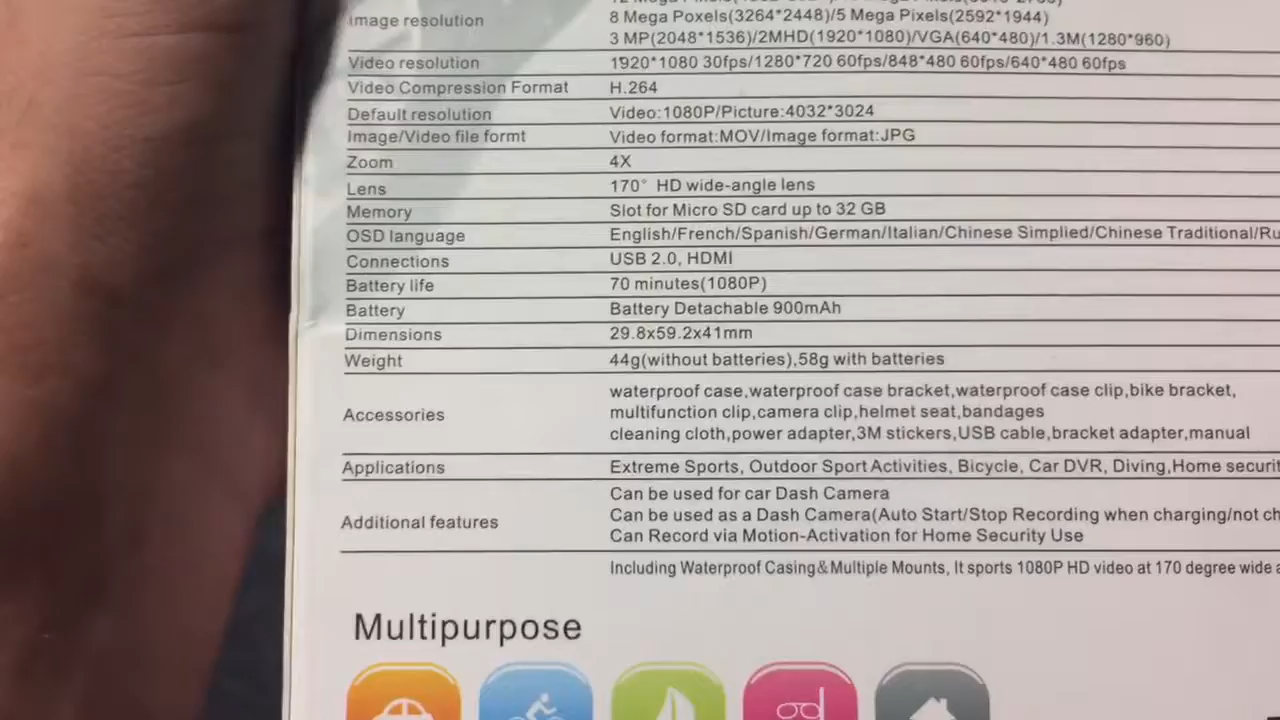 Image resolution
8 Mega Poxels(3264*2448)/5 Mega Pixels(2592*1944)
3 MP(2048*1536)/2MHD(1920*1080)/VGA(640*480)/1.3M(1280*960)
Video resolution 1920*1080 30fps/1280*720 60fps/848*480 60fps/640*480 60fps
Video Compression Format H.264
Default resolution Video:1080P/Picture:4032*3024
Image/Video file formt Video format:MOV/Image format:JPG
Zoom 4X
Lens 170° HD wide-angle lens
Memory Slot for Micro SD card up to 32 GB
OSD language English/French/Spanish/German/Italian/Chinese Simplied/Chinese Traditional/Ru
Connections USB 2.0, HDMI
Battery life 70 minutes(1080P)
Battery Battery Detachable 900mAh
Dimensions 29.8x59.2x41mm
Weight 44g(without batteries),58g with batteries
Accessories
waterproof case,waterproof case bracket,waterproof case clip,bike bracket,
multifunction clip,camera clip,helmet seat,bandages
cleaning cloth,power adapter,3M stickers,USB cable,bracket adapter,manual
Applications Extreme Sports, Outdoor Sport Activities, Bicycle, Car DVR, Diving,Home securit
Additional features
Can be used for car Dash Camera
Can be used as a Dash Camera(Auto Start/Stop Recording when charging/not ch
Can Record via Motion-Activation for Home Security Use
Including Waterproof Casing&Multiple Mounts, It sports 1080P HD video at 170 degree wide a
Multipurpose